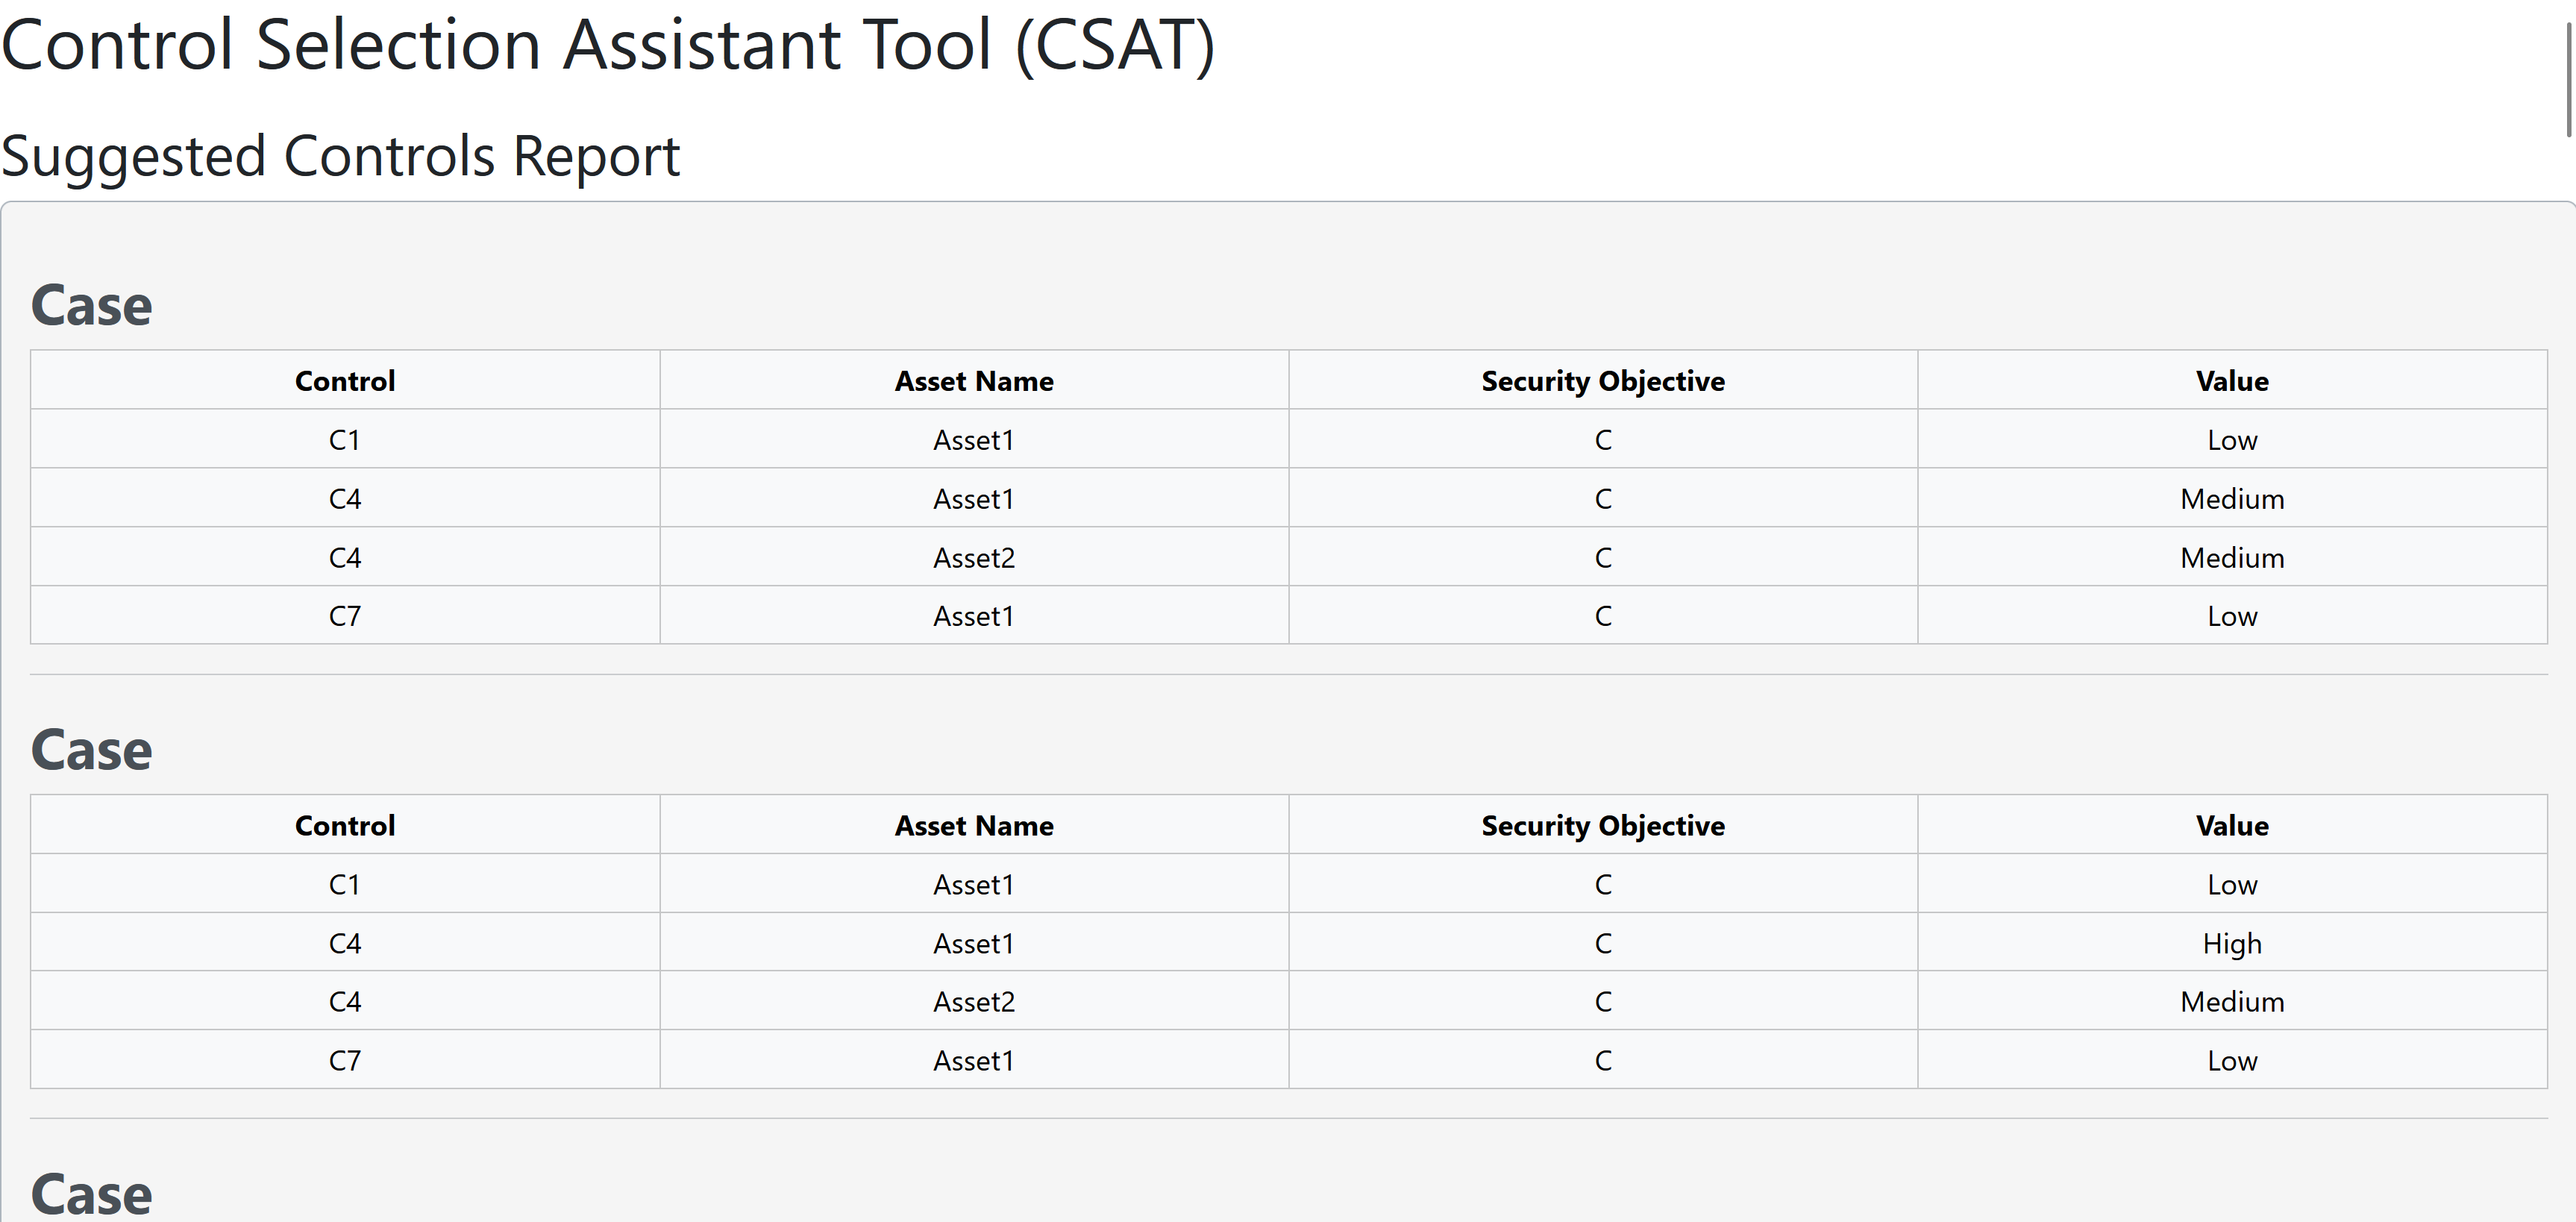 Control Selection Assistant Tool (CSAT)
Suggested Controls Report
Case
Control Asset Name Security Objective Value
C1 Asset1 C Low
C4 Asset1 C Medium
C4 Asset2 C Medium
C7 Asset1 C Low
Case
Control Asset Name Security Objective Value
C1 Asset1 C Low
C4 Asset1 C High
C4 Asset2 C Medium
C7 Asset1 C Low
Case